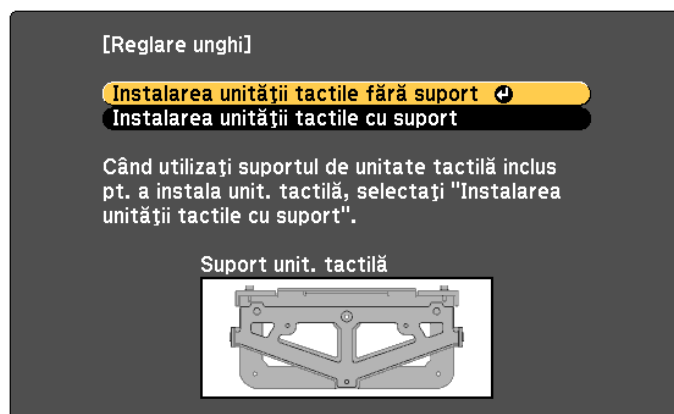 [Reglare unghi]
Instalarea unităţii tactile fără suport
Instalarea unităţii tactile cu suport
Când utilizaţi suportul de unitate tactilă inclus
pt. a instala unit. tactilă, selectaţi "Instalarea
unităţii tactile cu suport".
Suport unit. tactilă